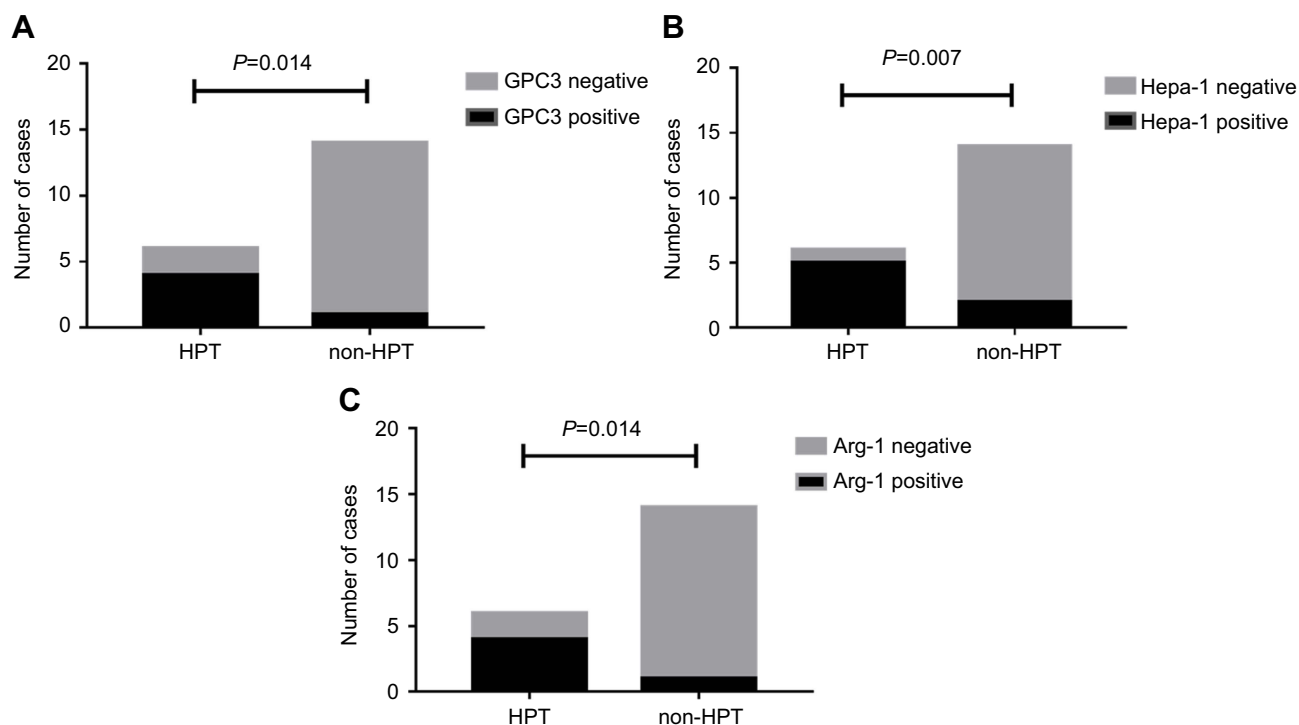 A
Number of cases
20
15
10
5
0
P=0.014
GPC3 negative
GPC3 positive
HPT
non-HPT
B
Number of cases
20
15
10
5
0
P=0.007
Hepa-1 negative
Hepa-1 positive
HPT
non-HPT
C
Number of cases
20
15
10
5
0
P=0.014
Arg-1 negative
Arg-1 positive
HPT
non-HPT